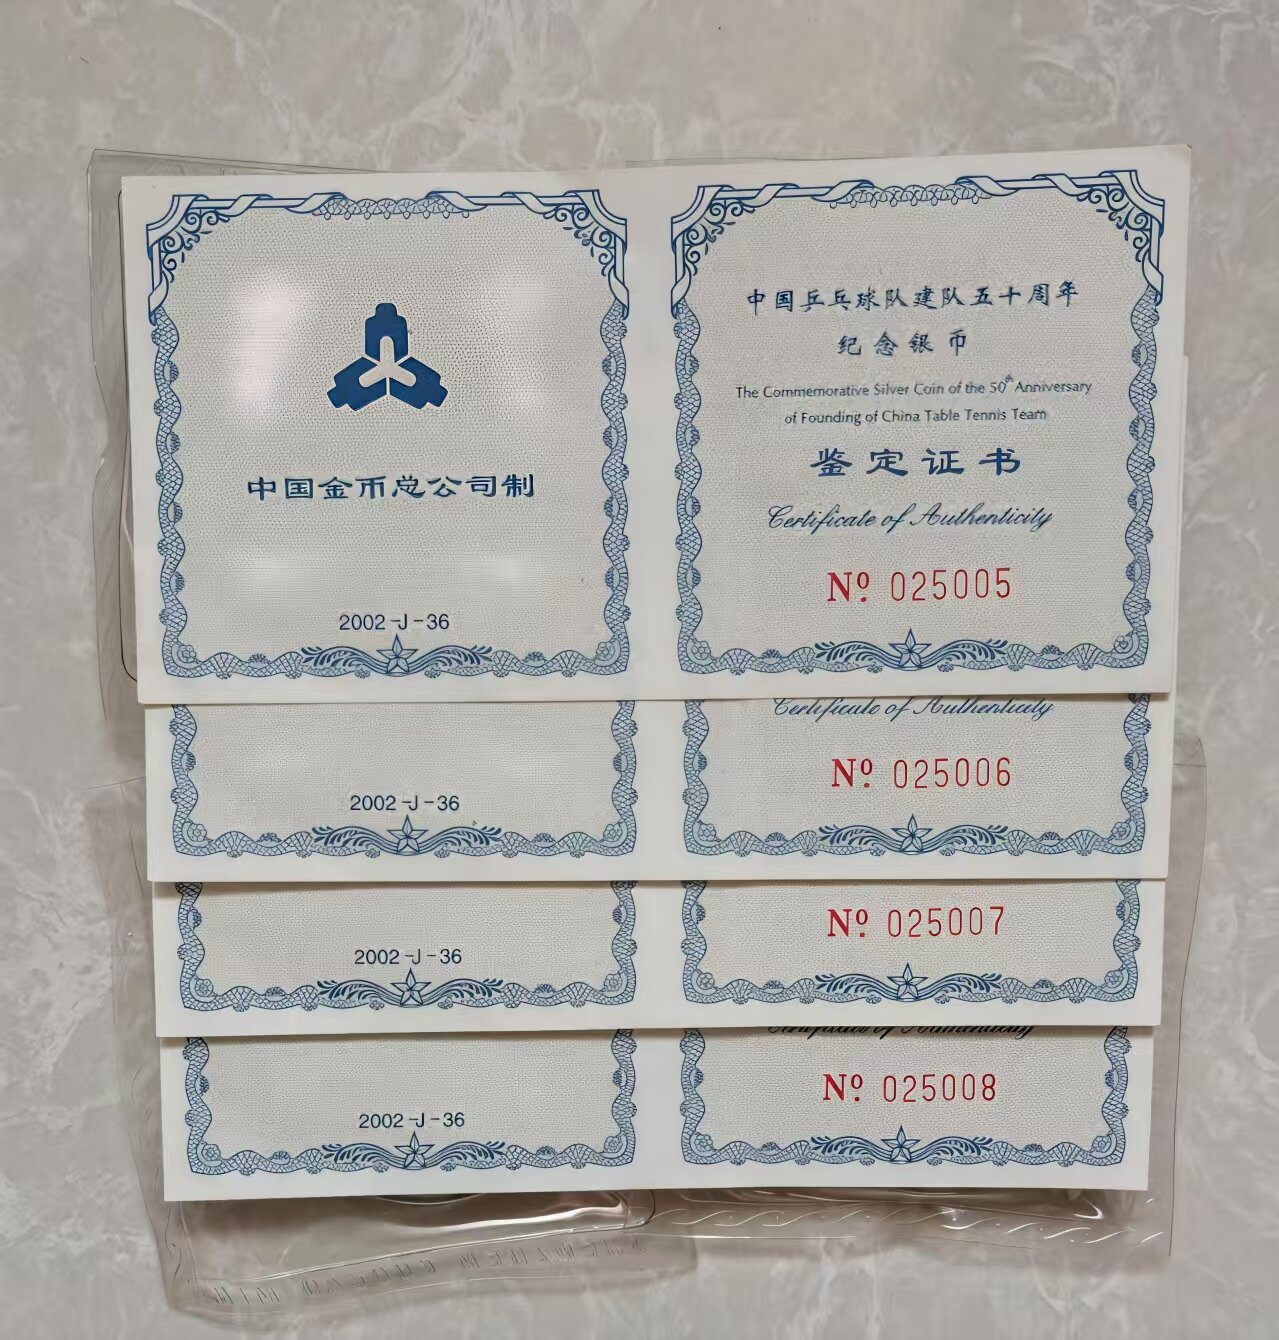 中国金币总公司制
2002-J-36
中国乒乓球队建队五十周年
纪念银币
The Commemorative Silver Coin of the 50th Anniversary
of Founding of China Table Tennis Team
鉴定证书
Certificate of Authenticity
Nº 025005
2002-J-36
Certificate of Authenticity
Nº 025006
2002-J-36
Nº 025007
2002-J-36
Certificate of Authenticity
Nº 025008